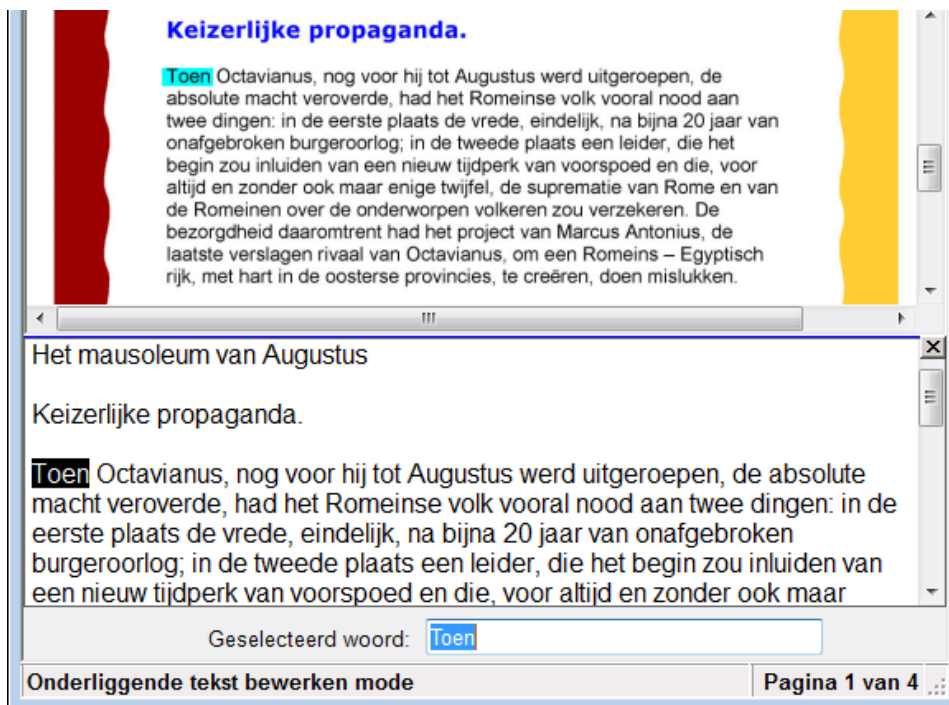 Keizerlijke propaganda.
Toen Octavianus, nog voor hij tot Augustus werd uitgeroepen, de
absolute macht veroverde, had het Romeinse volk vooral nood aan
twee dingen: in de eerste plaats de vrede, eindelijk, na bijna 20 jaar van
onafgebroken burgeroorlog; in de tweede plaats een leider, die het
begin zou inluiden van een nieuw tijdperk van voorspoed en die, voor
altijd en zonder ook maar enige twijfel, de suprematie van Rome en van
de Romeinen over de onderworpen volkeren zou verzekeren. De
bezorgdheid daaromtrent had het project van Marcus Antonius, de
laatste verslagen rivaal van Octavianus, om een Romeins – Egyptisch
rijk, met hart in de oosterse provincies, te creëren, doen mislukken.
Het mausoleum van Augustus
Keizerlijke propaganda.
Toen Octavianus, nog voor hij tot Augustus werd uitgeroepen, de absolute
macht veroverde, had het Romeinse volk vooral nood aan twee dingen: in de
eerste plaats de vrede, eindelijk, na bijna 20 jaar van onafgebroken
burgeroorlog; in de tweede plaats een leider, die het begin zou inluiden van
een nieuw tijdperk van voorspoed en die, voor altijd en zonder ook maar
Geselecteerd woord: Toen
Onderliggende tekst bewerken mode Pagina 1 van 4